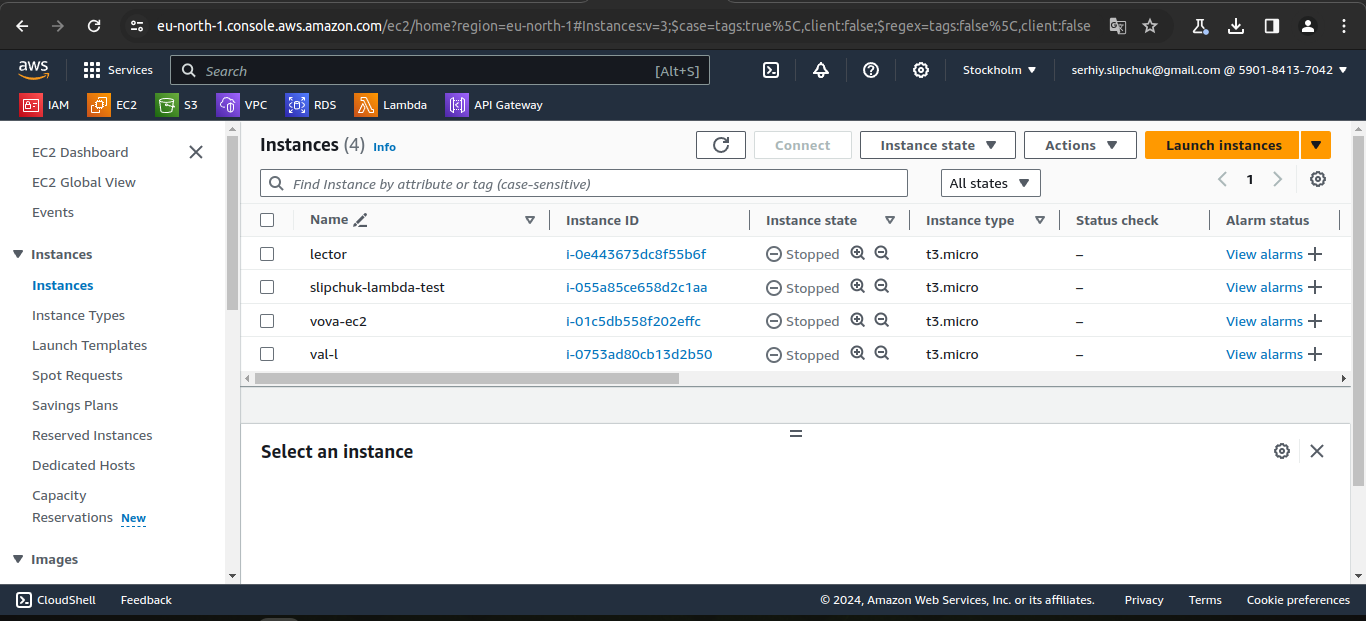 eu-north-1.console.aws.amazon.com/ec2/home?region=eu-north-1#Instances:v=3;$case=tags:true%5C,client:false;$regex=tags:false%5C,client:false
aws Services Search [Alt+S] Stockholm ▼ serhiy.slipchuk@gmail.com @ 5901-8413-7042 ▼
IAM EC2 S3 VPC RDS Lambda API Gateway
EC2 Dashboard
EC2 Global View
Events
Instances
Instances
Instance Types
Launch Templates
Spot Requests
Savings Plans
Reserved Instances
Dedicated Hosts
Capacity
Reservations New
Images
Instances (4) Info Connect Instance state Actions Launch instances
Find Instance by attribute or tag (case-sensitive) All states 1
Name Instance ID Instance state Instance type Status check Alarm status
lector i-0e443673dc8f55b6f Stopped t3.micro – View alarms +
slipchuk-lambda-test i-055a85ce658d2c1aa Stopped t3.micro – View alarms +
vova-ec2 i-01c5db558f202effc Stopped t3.micro – View alarms +
val-l i-0753ad80cb13d2b50 Stopped t3.micro – View alarms +
Select an instance
CloudShell Feedback © 2024, Amazon Web Services, Inc. or its affiliates. Privacy Terms Cookie preferences